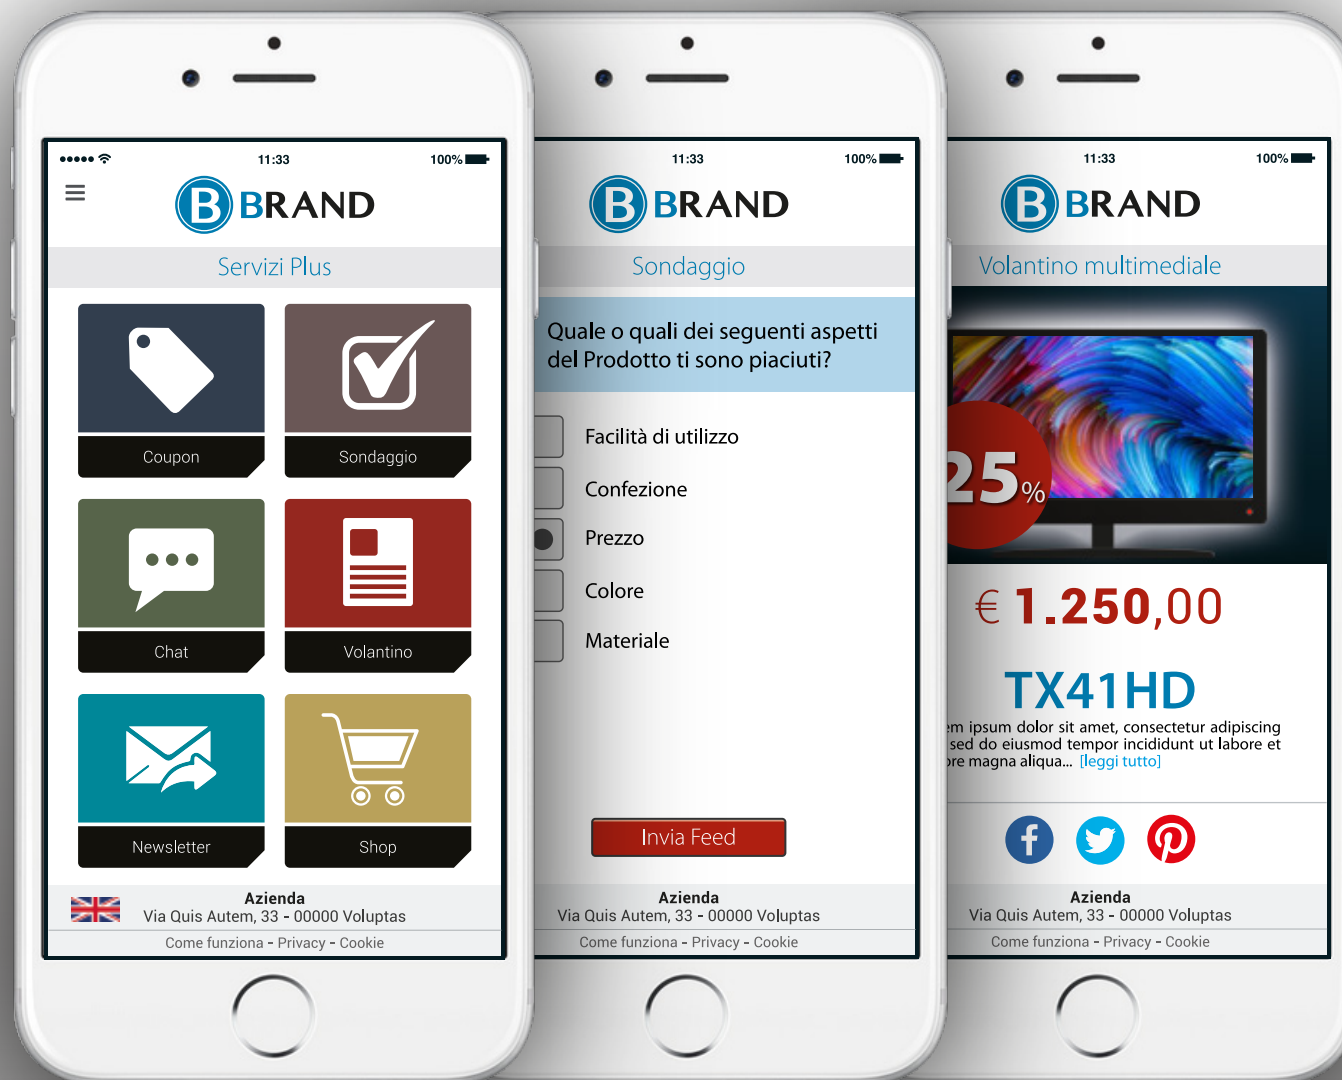 11:33
100%
B BRAND
Servizi Plus
Coupon
Sondaggio
Chat
Volantino
Newsletter
Shop
Azienda
Via Quis Autem, 33 - 00000 Voluptas
Come funziona - Privacy - Cookie
11:33
100%
B BRAND
Sondaggio
Quale o quali dei seguenti aspetti
del Prodotto ti sono piaciuti?
Facilità di utilizzo
Confezione
Prezzo
Colore
Materiale
Invia Feed
Azienda
Via Quis Autem, 33 - 00000 Voluptas
Come funziona - Privacy - Cookie
11:33
100%
B BRAND
Volantino multimediale
25%
€ 1.250,00
TX41HD
ipsum dolor sit amet, consectetur adipiscing
sed do eiusmod tempor incididunt ut labore et
magna aliqua... [leggi tutto]
Azienda
Via Quis Autem, 33 - 00000 Voluptas
Come funziona - Privacy - Cookie